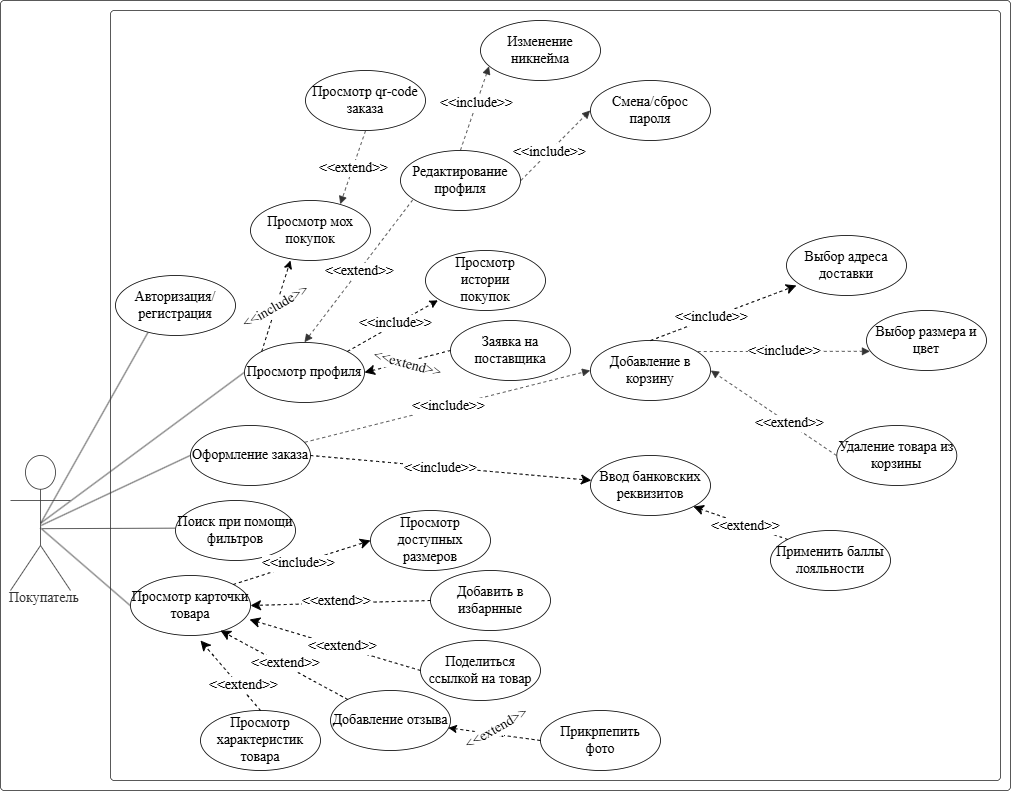 Изменение
никнейма
Просмотр qr-code
заказа
<<include>>
Смена/сброс
пароля
<<include>>
<<extend>>
Редактирование
профиля
Просмотр мох
покупок
<<extend>>
Просмотр
истории
покупок
Выбор адреса
доставки
Авторизация/
регистрация
<<include>>
<<include>>
<<include>>
Выбор размера и
цвет
Заявка на
поставщика
<<extend>>
<<include>>
Просмотр профиля
Добавление в
корзину
<<include>>
<<extend>>
Оформление заказа
Удаление товара из
корзины
<<include>>
Ввод банковских
реквизитов
Поиск при помощи
фильтров
Просмотр
доступных
размеров
<<extend>>
<<include>>
Применить баллы
лояльности
Покупатель
Просмотр карточки
товара
<<extend>>
Добавить в
избарнные
<<extend>>
<<extend>>
Поделиться
ссылкой на товар
<<extend>>
Просмотр
характеристик
товара
Добавление отзыва
<<extend>>
Прикрпепить
фото